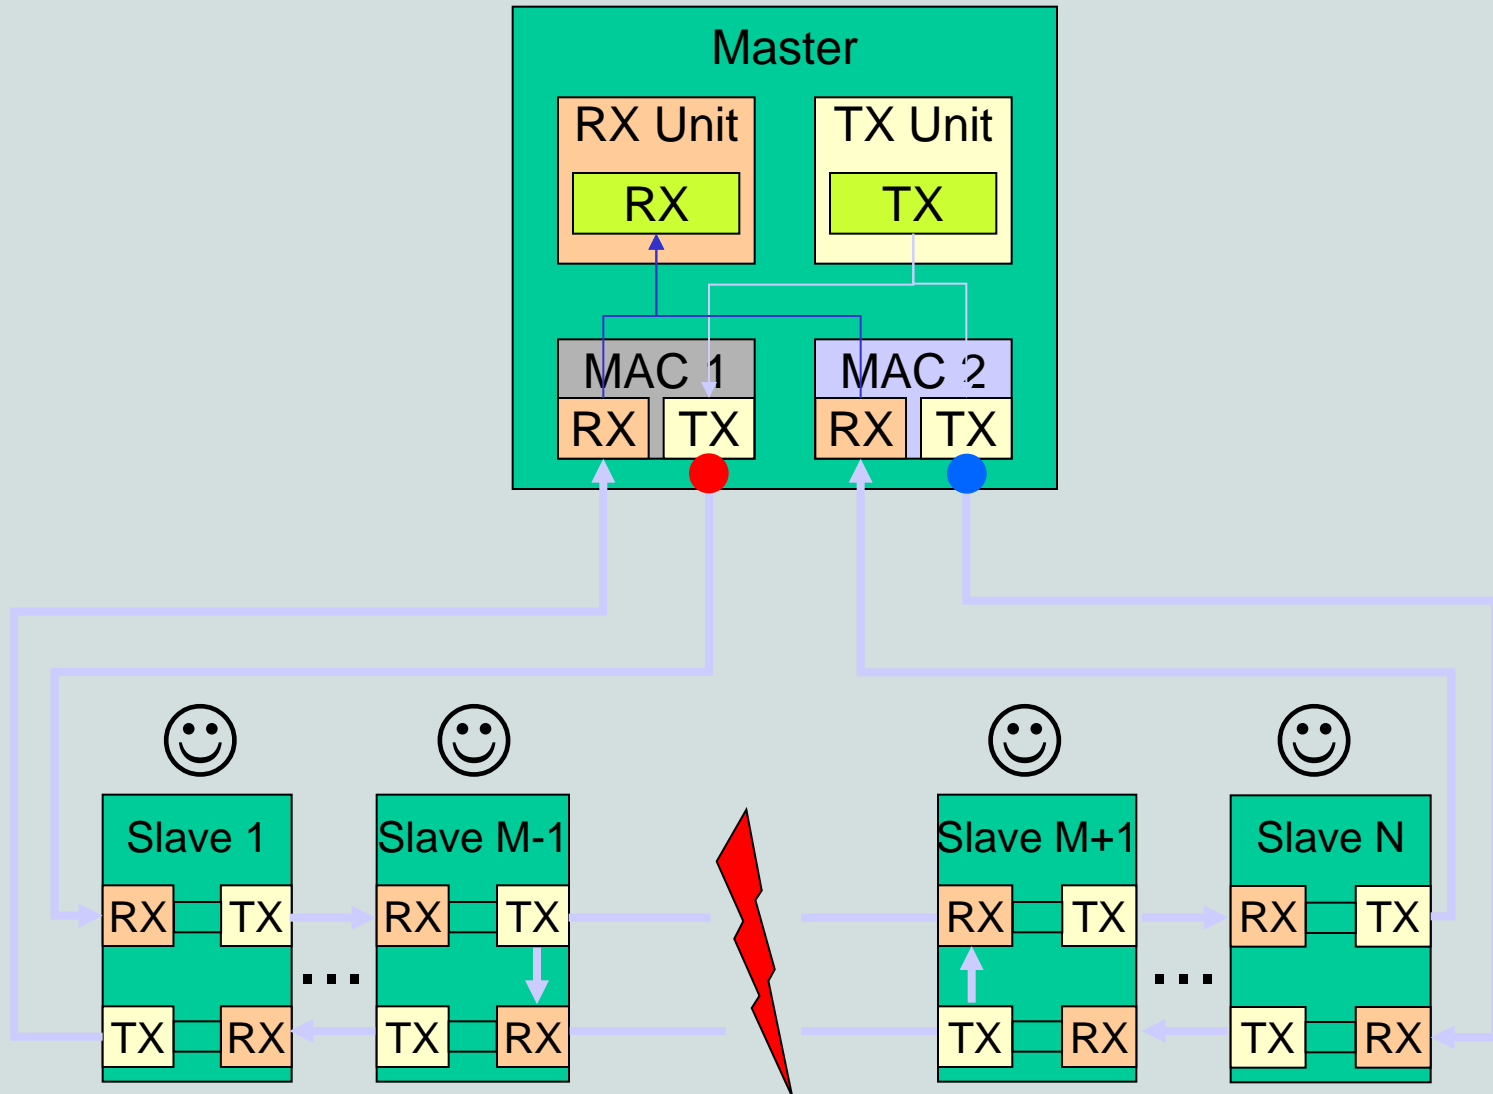 Master
RX Unit
TX Unit
RX
TX
MAC 1
MAC 2
RX
TX
RX
TX
Slave 1
Slave M-1
Slave M+1
Slave N
RX
TX
RX
TX
RX
TX
RX
TX
...
...
TX
RX
TX
RX
TX
RX
TX
RX